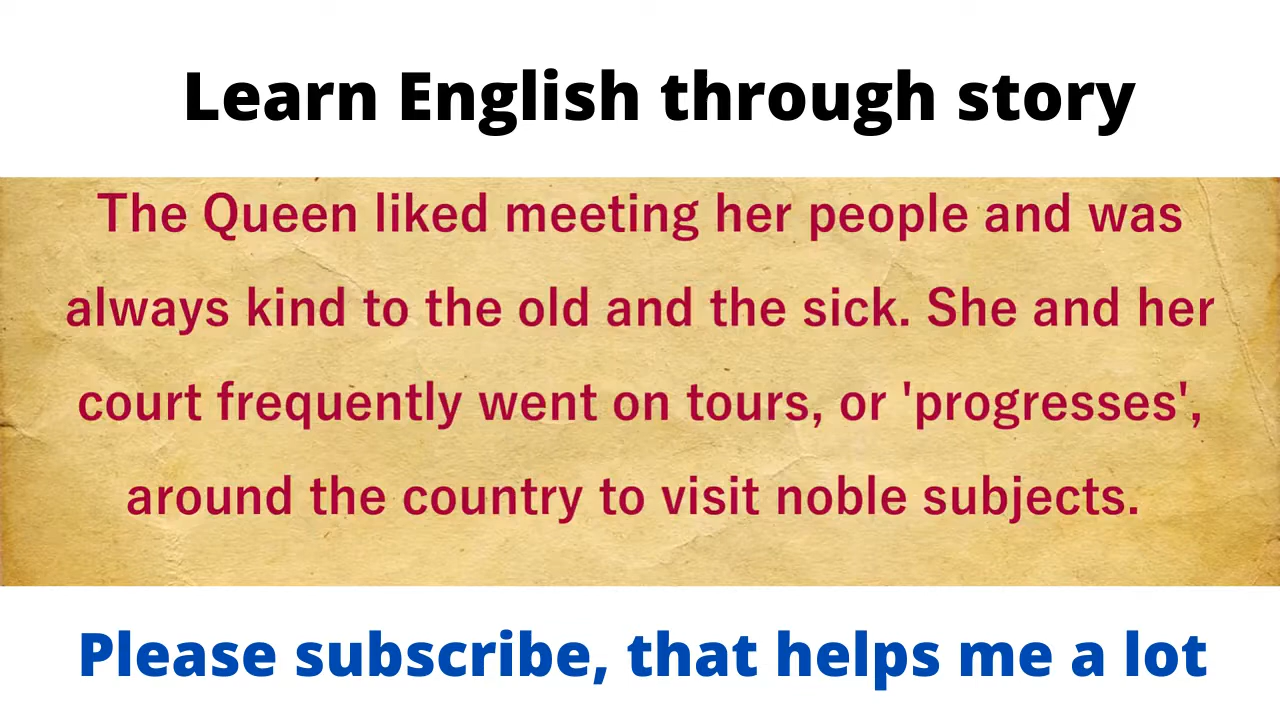 Learn English through story
The Queen liked meeting her people and was
always kind to the old and the sick. She and her
court frequently went on tours, or 'progresses',
around the country to visit noble subjects.
Please subscribe, that helps me a lot